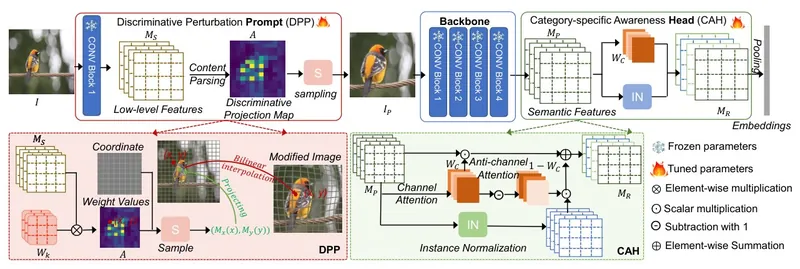 Discriminative Perturbation Prompt (DPP)
Backbone
Category-specific Awareness Head (CAH)
I
CONV Block 1
M_S
Low-level Features
Content
Parsing
A
Discriminative
Projection Map
S
sampling
I_P
CONV Block 1
CONV Block 2
CONV Block 3
CONV Block 4
M_P
Semantic Features
W_C
IN
M_R
Pooling
Embeddings
M_S
W_k
Coordinate
Weight Values
A
S
Sample
Bilinear
interpolation
Projecting
(M_x(x), M_y(y))
Modified Image
DPP
M_P
Channel
Attention
W_C
Anti-channel
Attention
1 − W_C
IN
Instance Normalization
M_R
CAH
Frozen parameters
Tuned parameters
Element-wise multiplication
Scalar multiplication
Subtraction with 1
Element-wise Summation